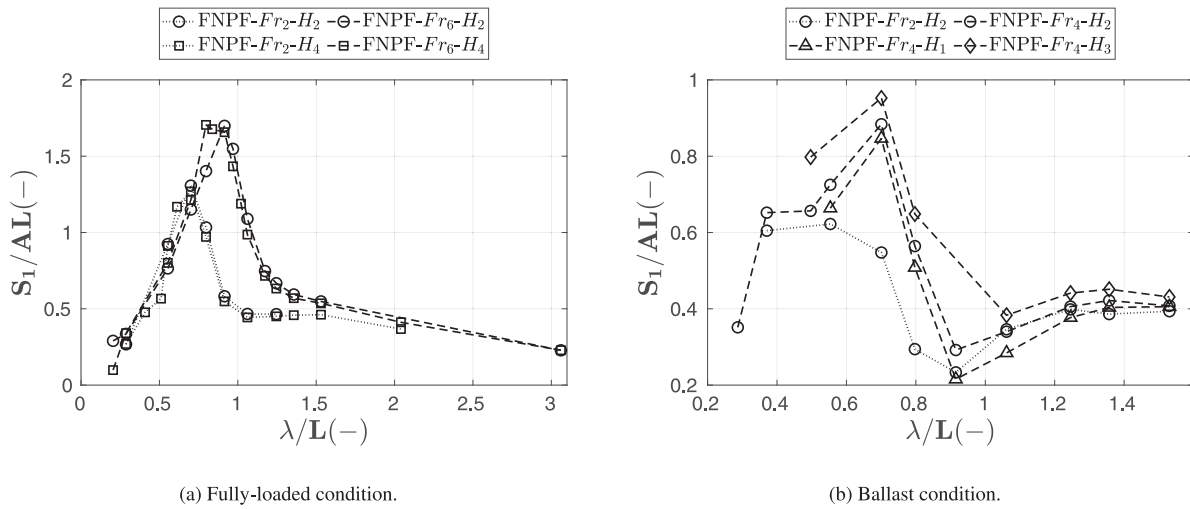 FNPF-Fr₂-H₂ FNPF-Fr₆-H₂
FNPF-Fr₂-H₄ FNPF-Fr₆-H₄
2
1.5
1
0.5
0
S₁/AL(−)
0 0.5 1 1.5 2 2.5 3
λ/L(−)
(a) Fully-loaded condition.
FNPF-Fr₂-H₂ FNPF-Fr₄-H₂
FNPF-Fr₄-H₁ FNPF-Fr₄-H₃
1
0.8
0.6
0.4
0.2
S₁/AL(−)
0.2 0.4 0.6 0.8 1 1.2 1.4
λ/L(−)
(b) Ballast condition.